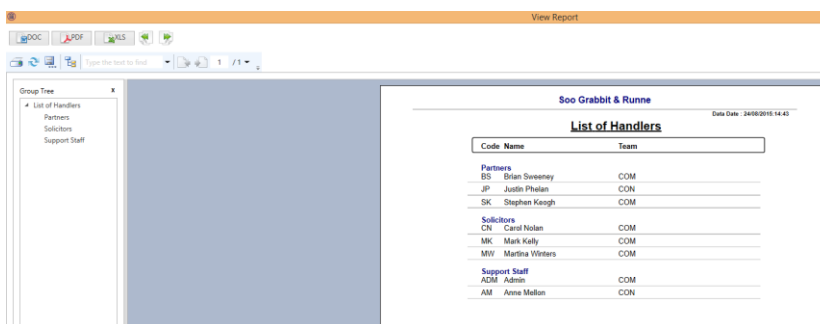 View Report
DOC PDF XLS
Type the text to find 1 /1
Group Tree x
List of Handlers
Partners
Solicitors
Support Staff
Soo Grabbit & Runne
Data Date : 24/08/2015:14:43
List of Handlers
Code Name Team
Partners
BS Brian Sweeney COM
JP Justin Phelan CON
SK Stephen Keogh COM
Solicitors
CN Carol Nolan COM
MK Mark Kelly COM
MW Martina Winters COM
Support Staff
ADM Admin COM
AM Anne Mellon CON